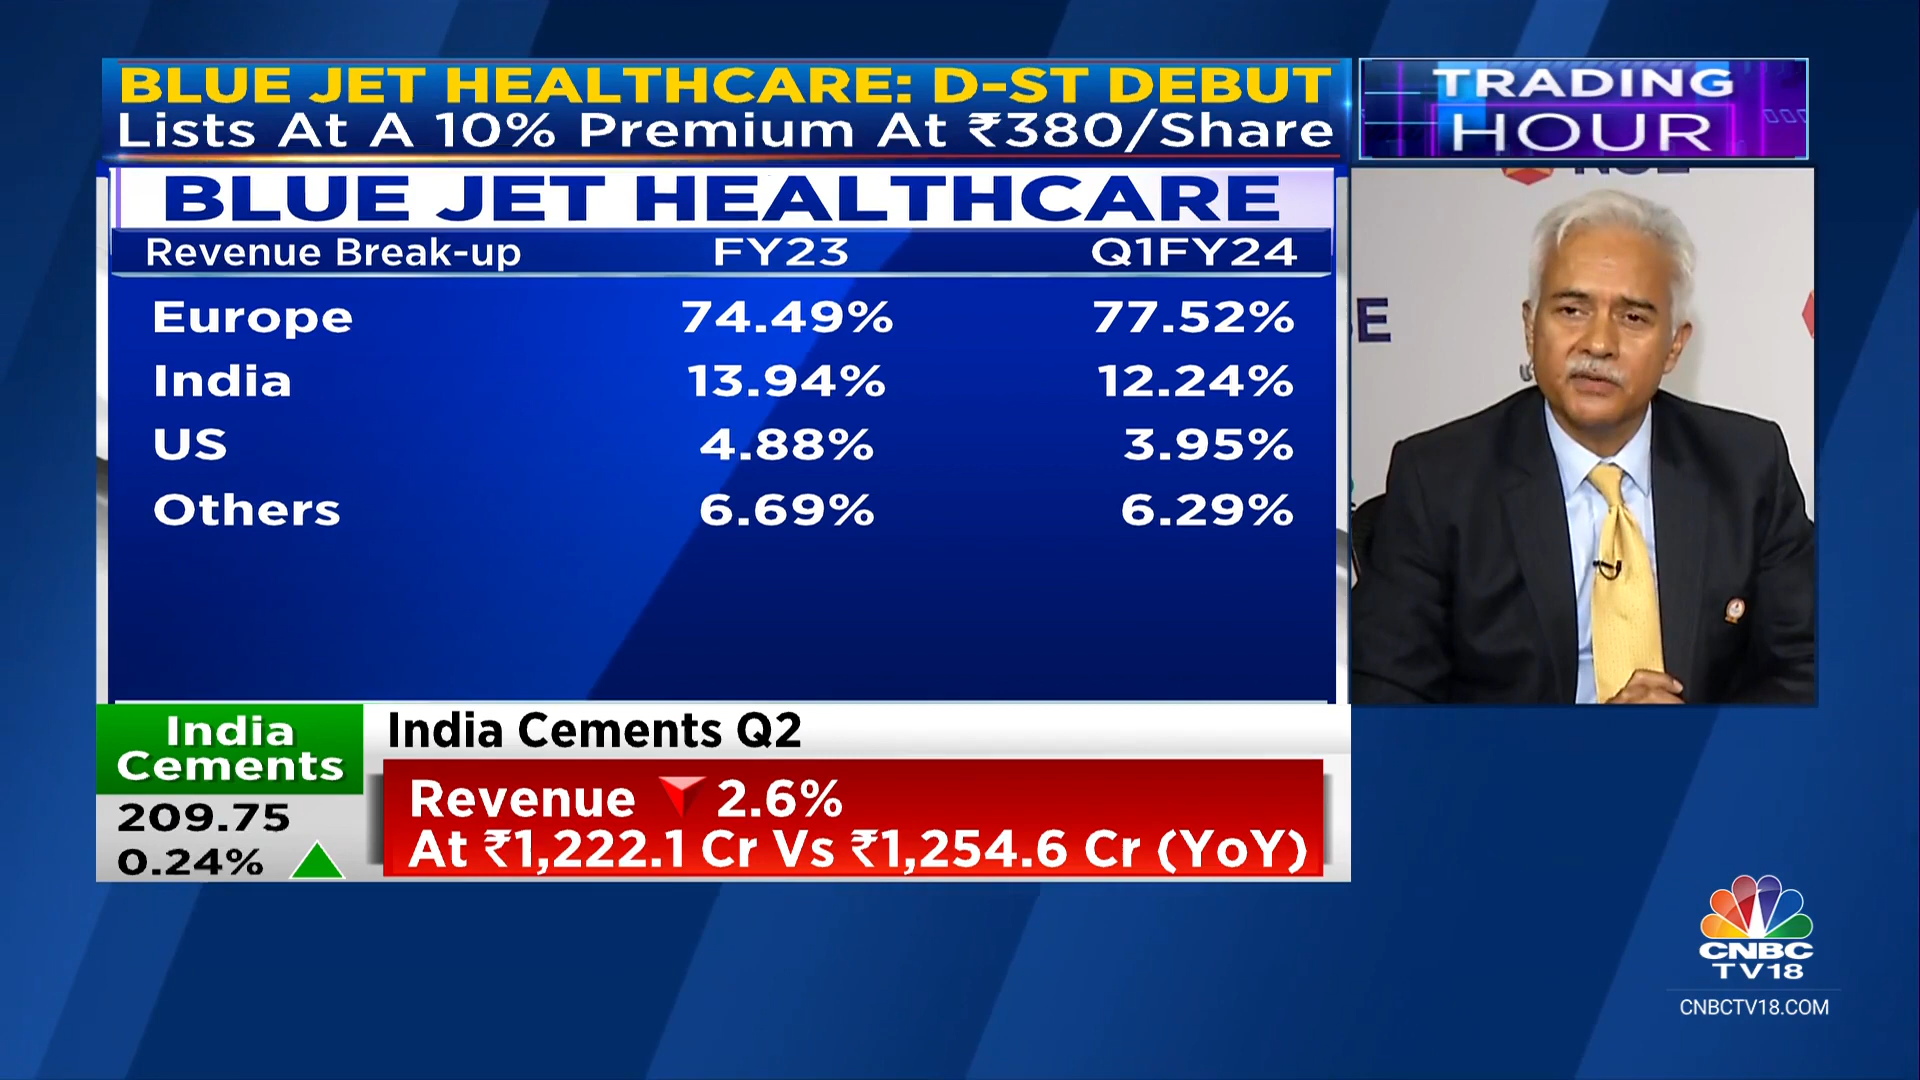 BLUE JET HEALTHCARE: D-ST DEBUT
Lists At A 10% Premium At ₹380/Share
TRADING
HOUR
BLUE JET HEALTHCARE
Revenue Break-up FY23 Q1FY24
Europe 74.49% 77.52%
India 13.94% 12.24%
US 4.88% 3.95%
Others 6.69% 6.29%
India
Cements
209.75
0.24%
India Cements Q2
Revenue 2.6%
At ₹1,222.1 Cr Vs ₹1,254.6 Cr (YoY)
CNBC
TV18
CNBCTV18.COM